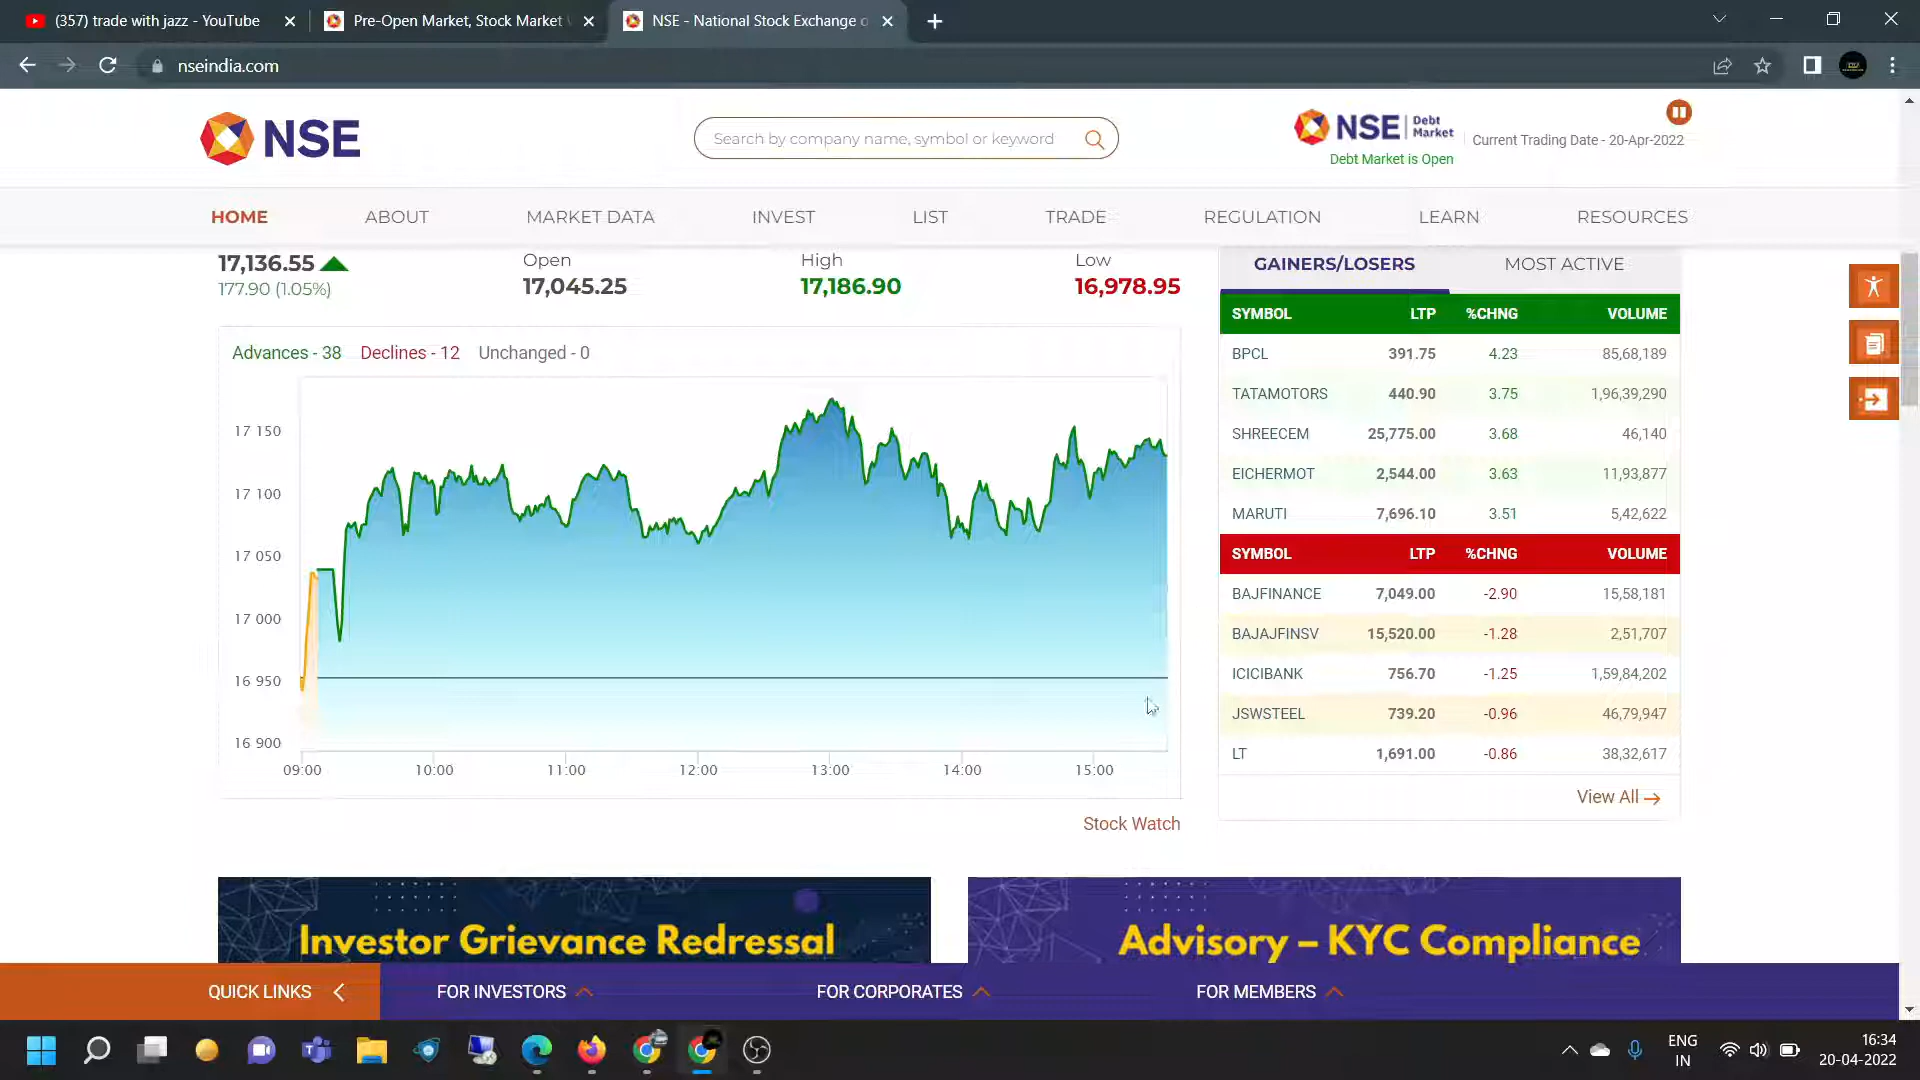 (357) trade with jazz - YouTube
Pre-Open Market, Stock Market
NSE - National Stock Exchange o
nseindia.com
NSE
Search by company name, symbol or keyword
NSE Debt Market
Debt Market is Open
Current Trading Date - 20-Apr-2022
HOME ABOUT MARKET DATA INVEST LIST TRADE REGULATION LEARN RESOURCES
17,136.55
177.90 (1.05%)
Open
17,045.25
High
17,186.90
Low
16,978.95
Advances - 38 Declines - 12 Unchanged - 0
17 150
17 100
17 050
17 000
16 950
16 900
09:00 10:00 11:00 12:00 13:00 14:00 15:00
Stock Watch
GAINERS/LOSERS MOST ACTIVE
SYMBOL LTP %CHNG VOLUME
BPCL 391.75 4.23 85,68,189
TATAMOTORS 440.90 3.75 1,96,39,290
SHREECEM 25,775.00 3.68 46,140
EICHERMOT 2,544.00 3.63 11,93,877
MARUTI 7,696.10 3.51 5,42,622
SYMBOL LTP %CHNG VOLUME
BAJFINANCE 7,049.00 -2.90 15,58,181
BAJAJFINSV 15,520.00 -1.28 2,51,707
ICICIBANK 756.70 -1.25 1,59,84,202
JSWSTEEL 739.20 -0.96 46,79,947
LT 1,691.00 -0.86 38,32,617
View All
Investor Grievance Redressal
Advisory – KYC Compliance
QUICK LINKS FOR INVESTORS FOR CORPORATES FOR MEMBERS
ENG
IN
16:34
20-04-2022